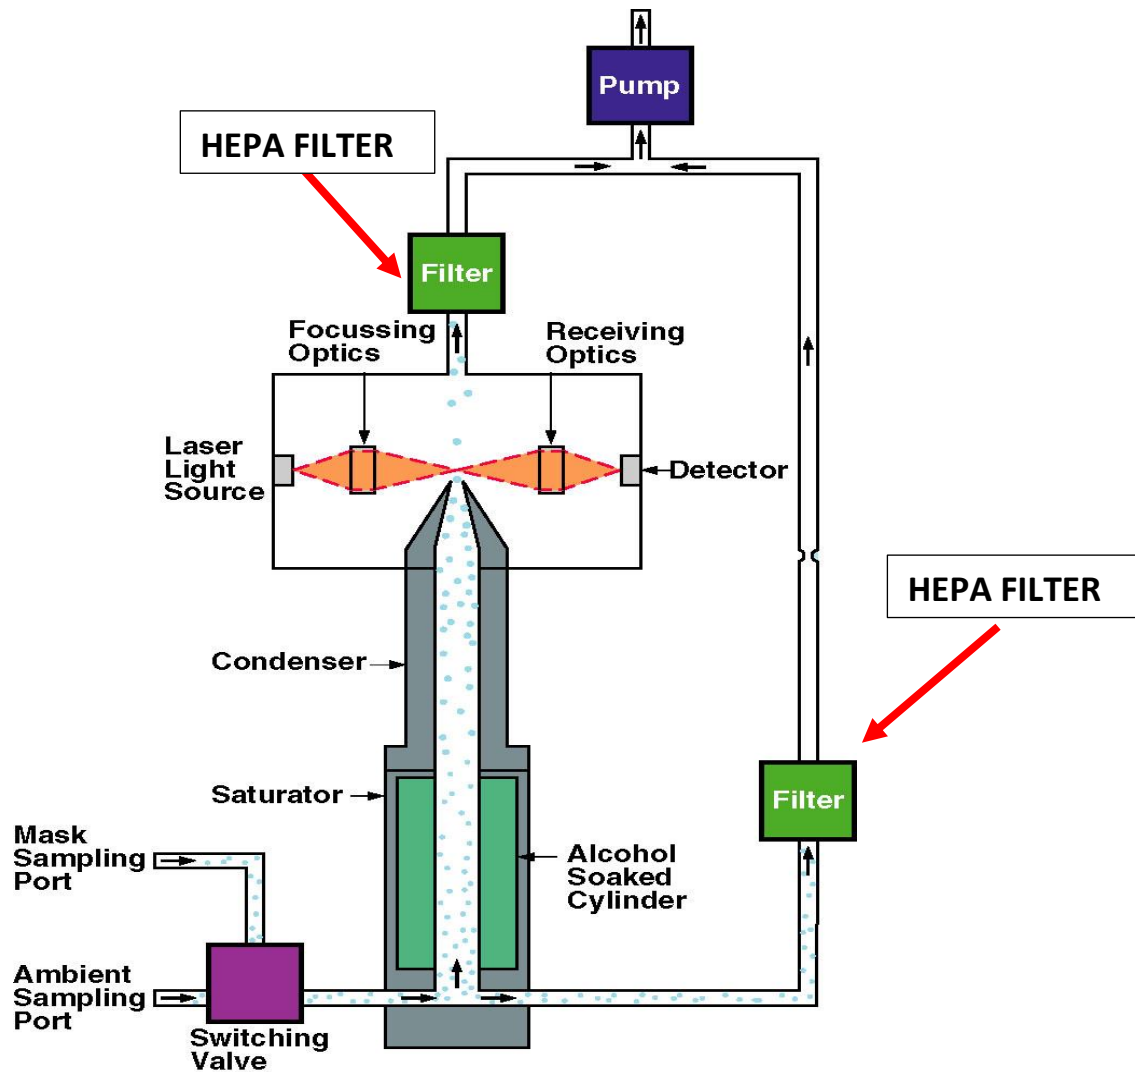 Pump
HEPA FILTER
Filter
Focussing
Optics
Receiving
Optics
Laser
Light
Source
Detector
HEPA FILTER
Condenser
Saturator
Filter
Mask
Sampling
Port
Alcohol
Soaked
Cylinder
Ambient
Sampling
Port
Switching
Valve